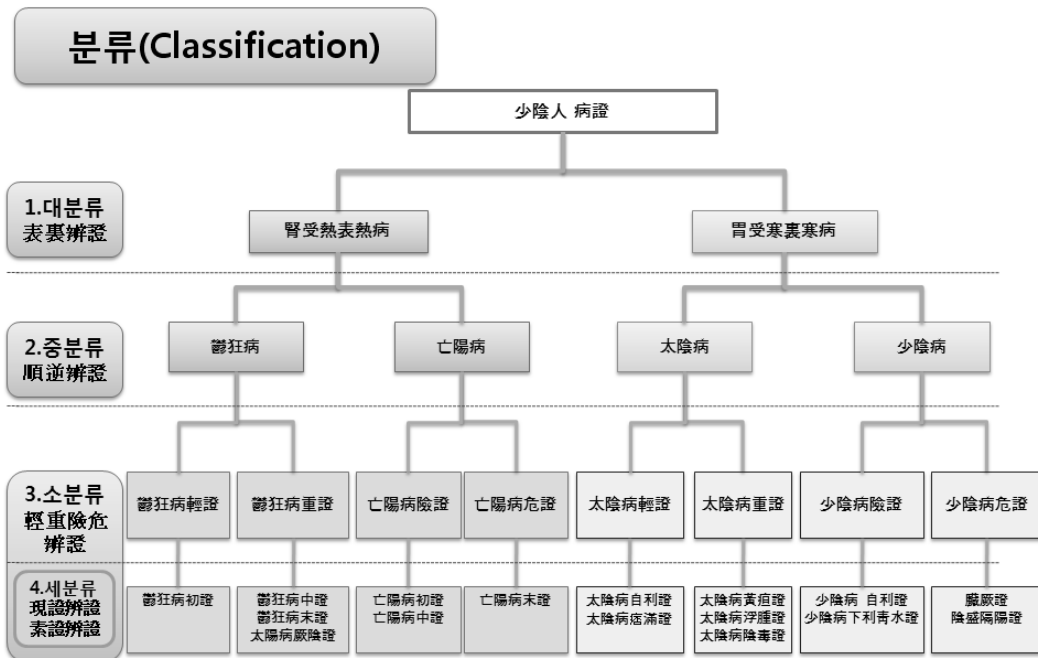 분류(Classification)
少陰人 病證
1.대분류
表裏辨證
腎受熱表熱病
胃受寒裏寒病
2.중분류
順逆辨證
鬱狂病
亡陽病
太陰病
少陰病
3.소분류
輕重險危
辨證
鬱狂病輕證
鬱狂病重證
亡陽病險證
亡陽病危證
太陰病輕證
太陰病重證
少陰病險證
少陰病危證
4.세분류
現證辨證
素證辨證
鬱狂病初證
鬱狂病中證
鬱狂病末證
太陽病厥陰證
亡陽病初證
亡陽病中證
亡陽病末證
太陰病自利證
太陰病痞滿證
太陰病黃疸證
太陰病浮腫證
太陰病陰毒證
少陰病 自利證
少陰病下利靑水證
臟厥證
陰盛隔陽證